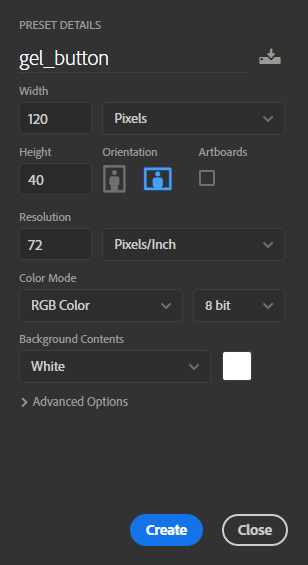 PRESET DETAILS
gel_button
Width
120 Pixels
Height Orientation Artboards
40
Resolution
72 Pixels/Inch
Color Mode
RGB Color 8 bit
Background Contents
White
Advanced Options
Create Close